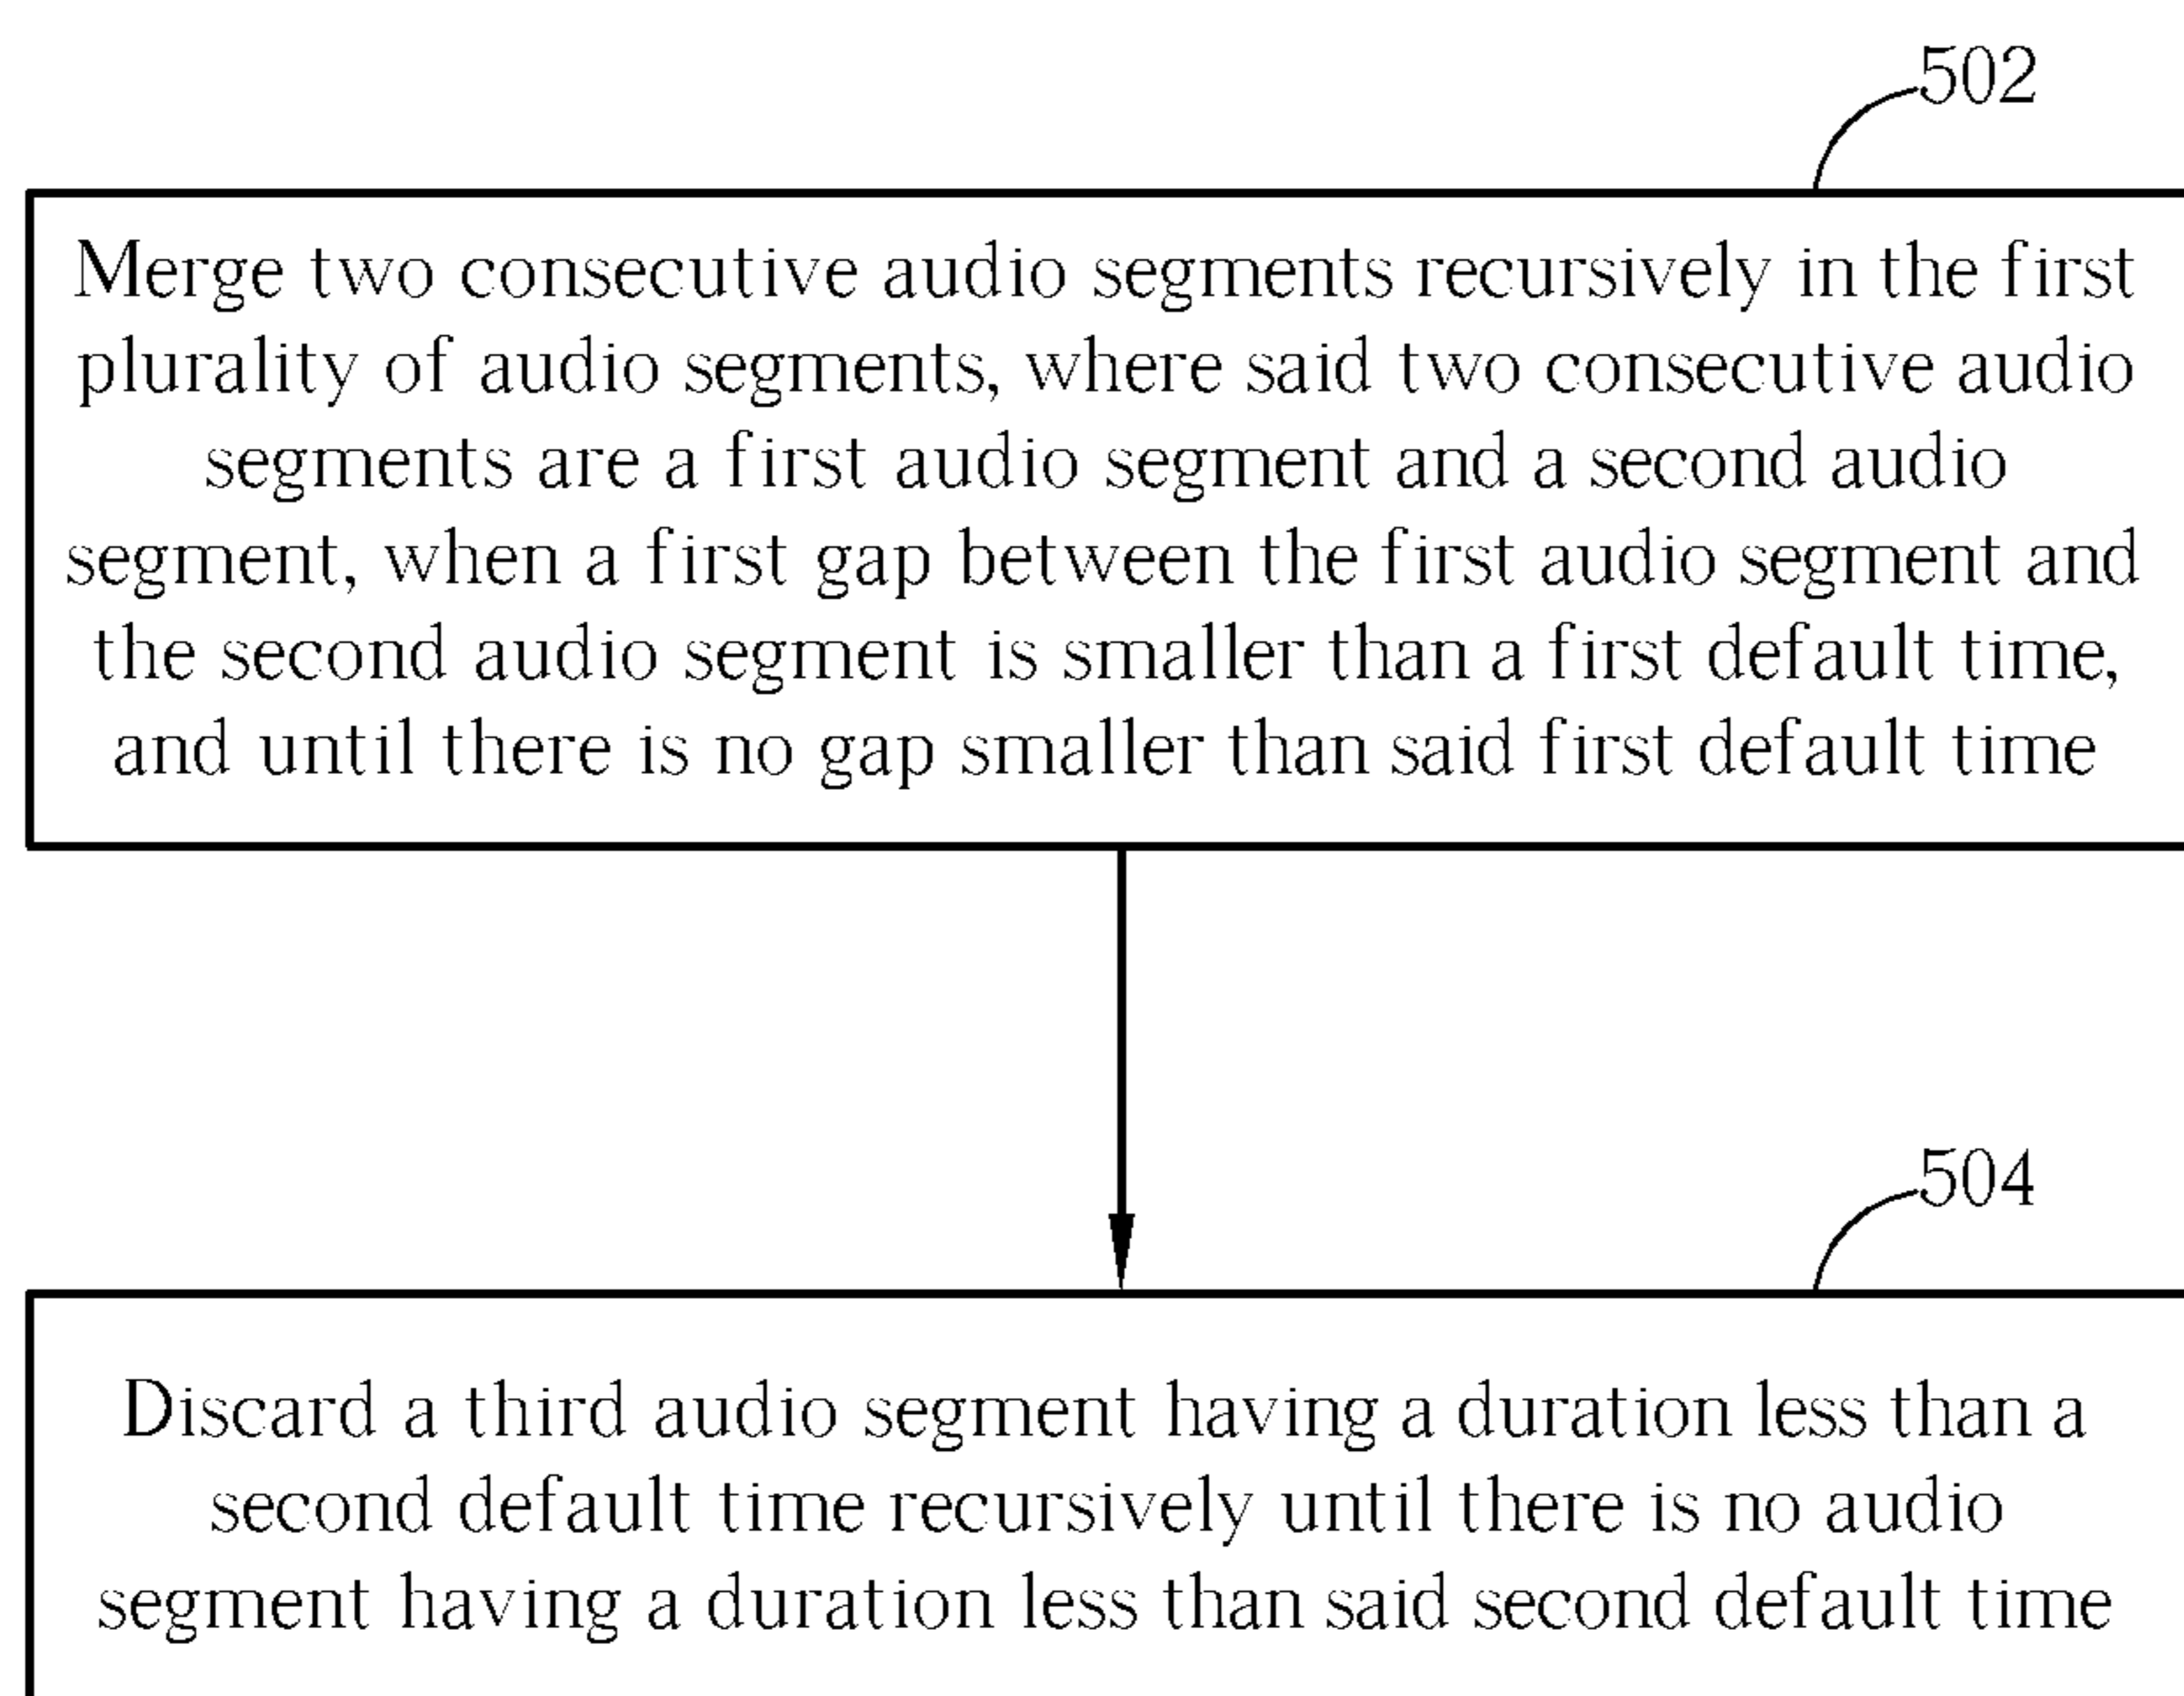 502
Merge two consecutive audio segments recursively in the first
plurality of audio segments, where said two consecutive audio
segments are a first audio segment and a second audio
segment, when a first gap between the first audio segment and
the second audio segment is smaller than a first default time,
and until there is no gap smaller than said first default time
504
Discard a third audio segment having a duration less than a
second default time recursively until there is no audio
segment having a duration less than said second default time